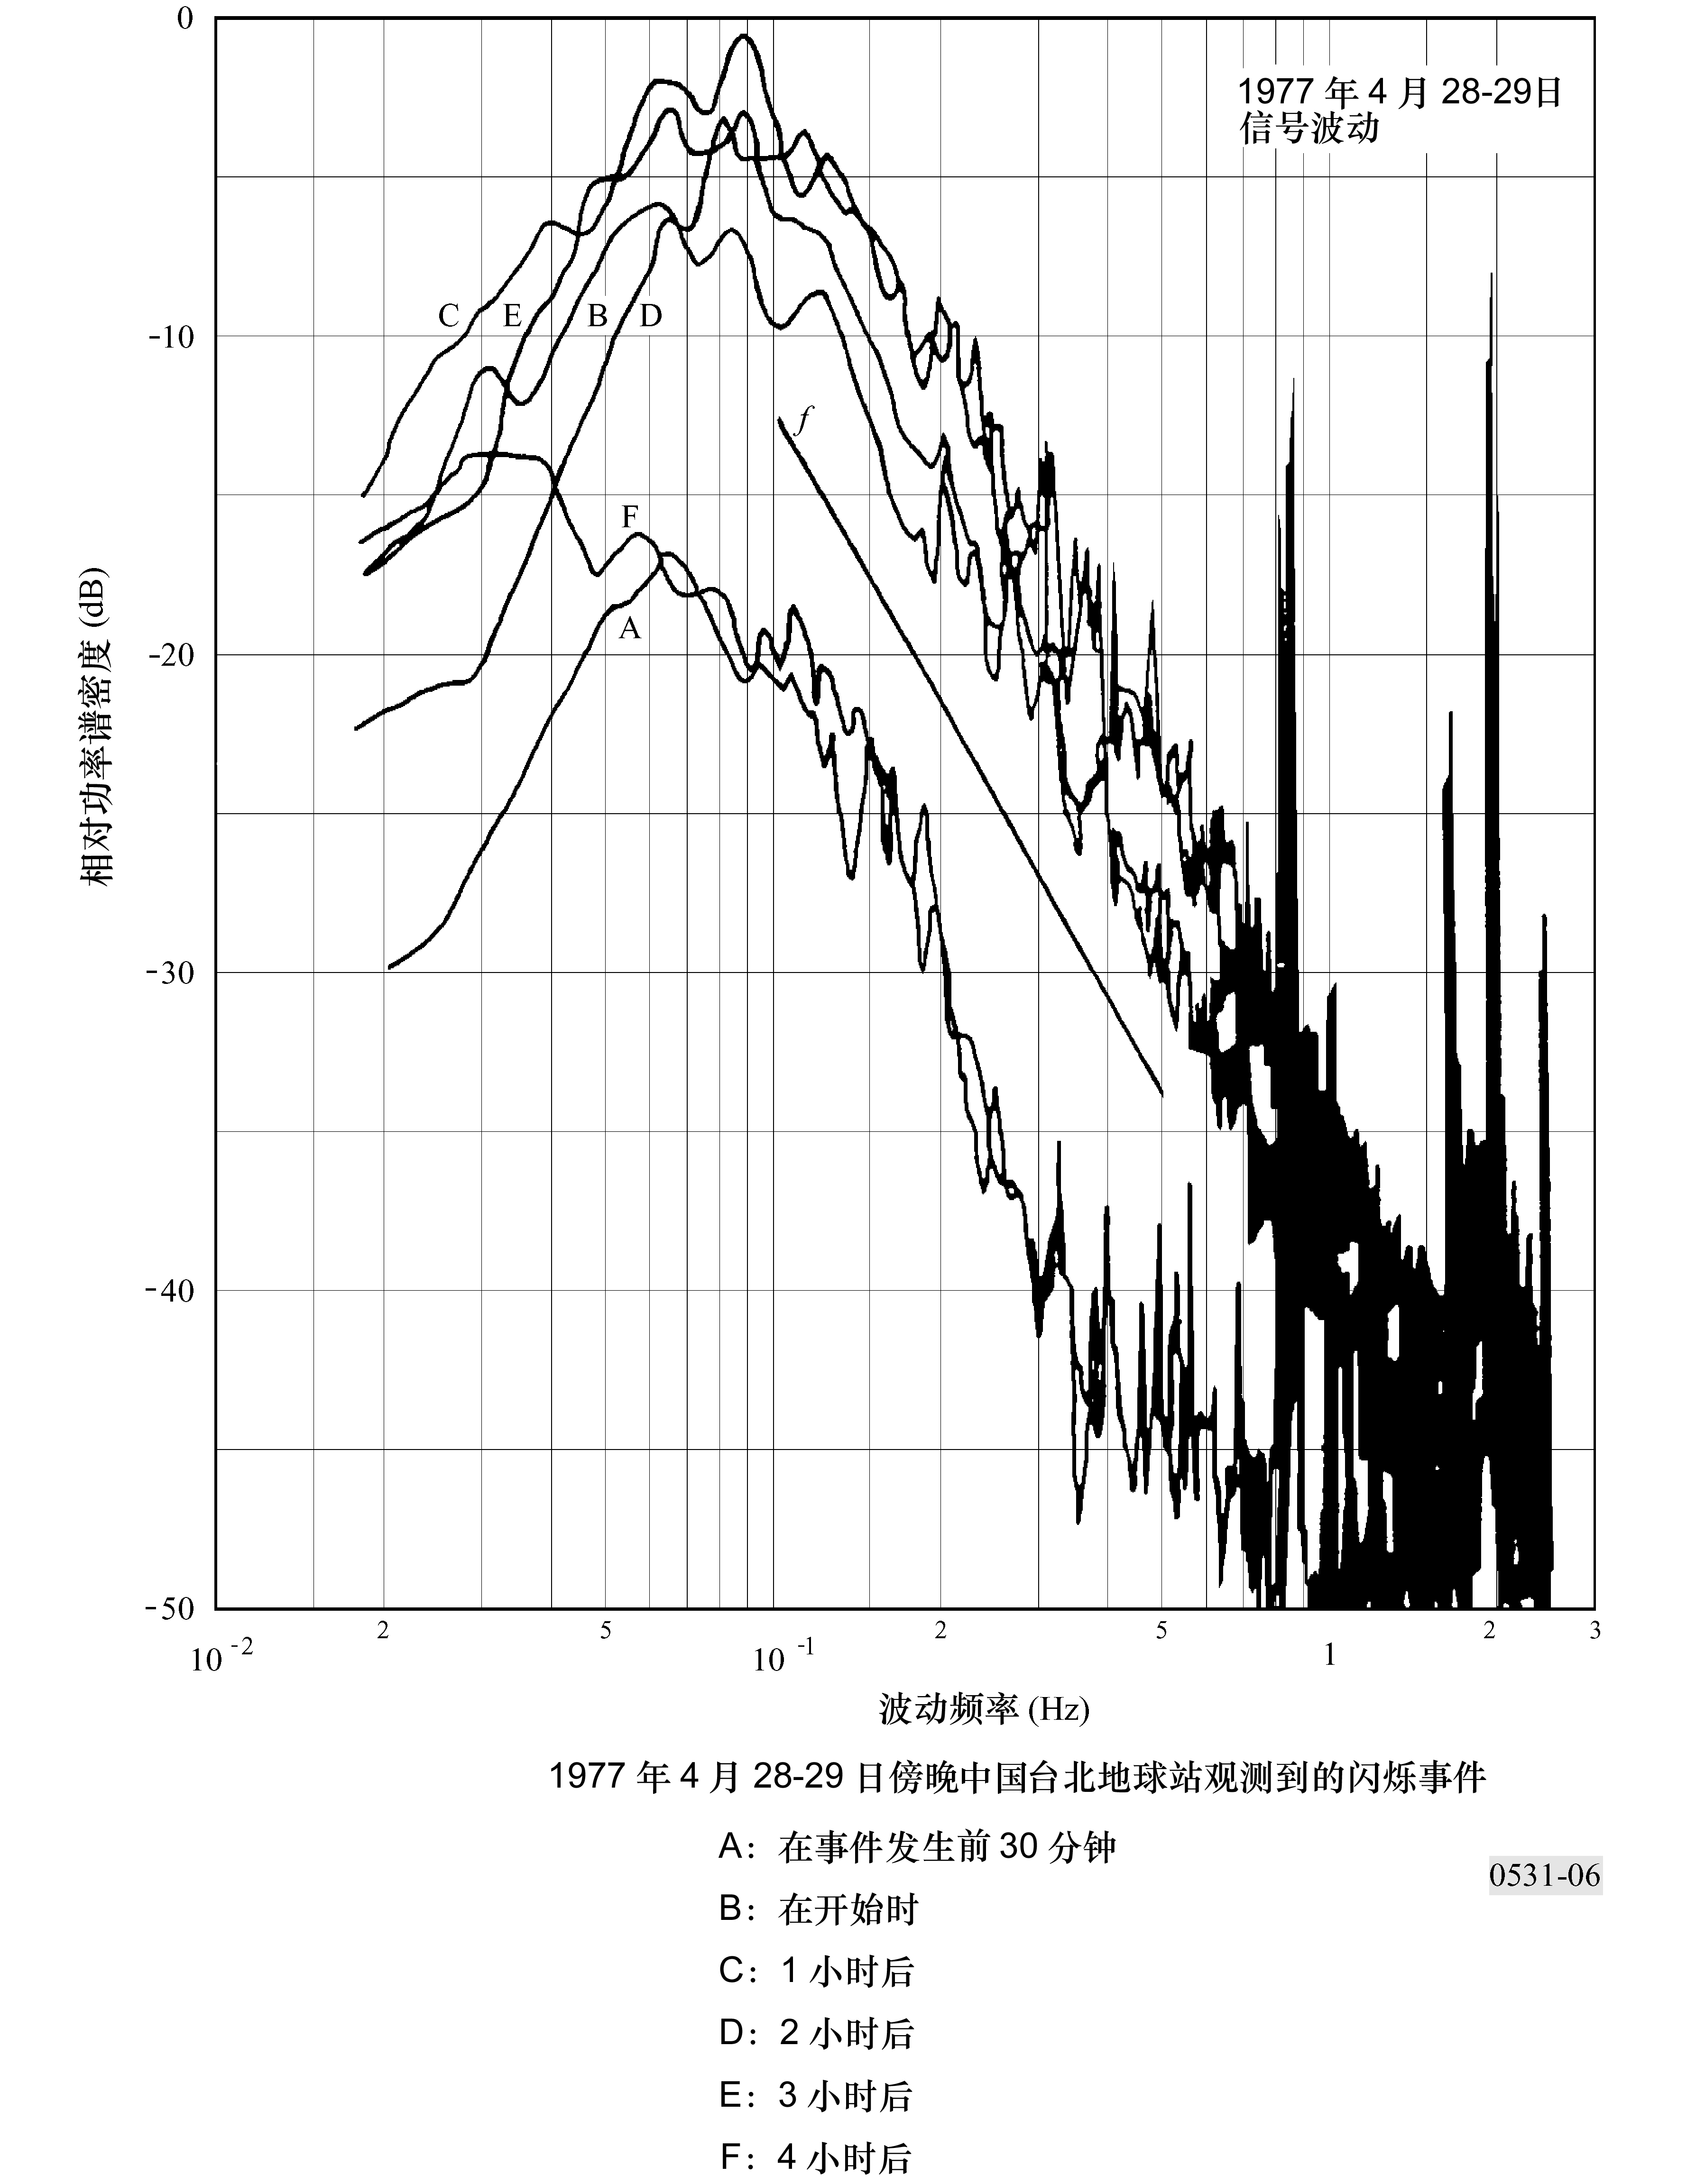 0
1977 年 4 月 28-29日
信号波动
C
E
B
D
-10
f
F
A
-20
相对功率谱密度 (dB)
-30
-40
-50
2
5
2
5
2
3
10 -2
10 -1
1
波动频率 (Hz)
1977 年 4 月 28-29 日傍晚中国台北地球站观测到的闪烁事件
A：在事件发生前 30 分钟
0531-06
B：在开始时
C：1 小时后
D：2 小时后
E：3 小时后
F：4 小时后